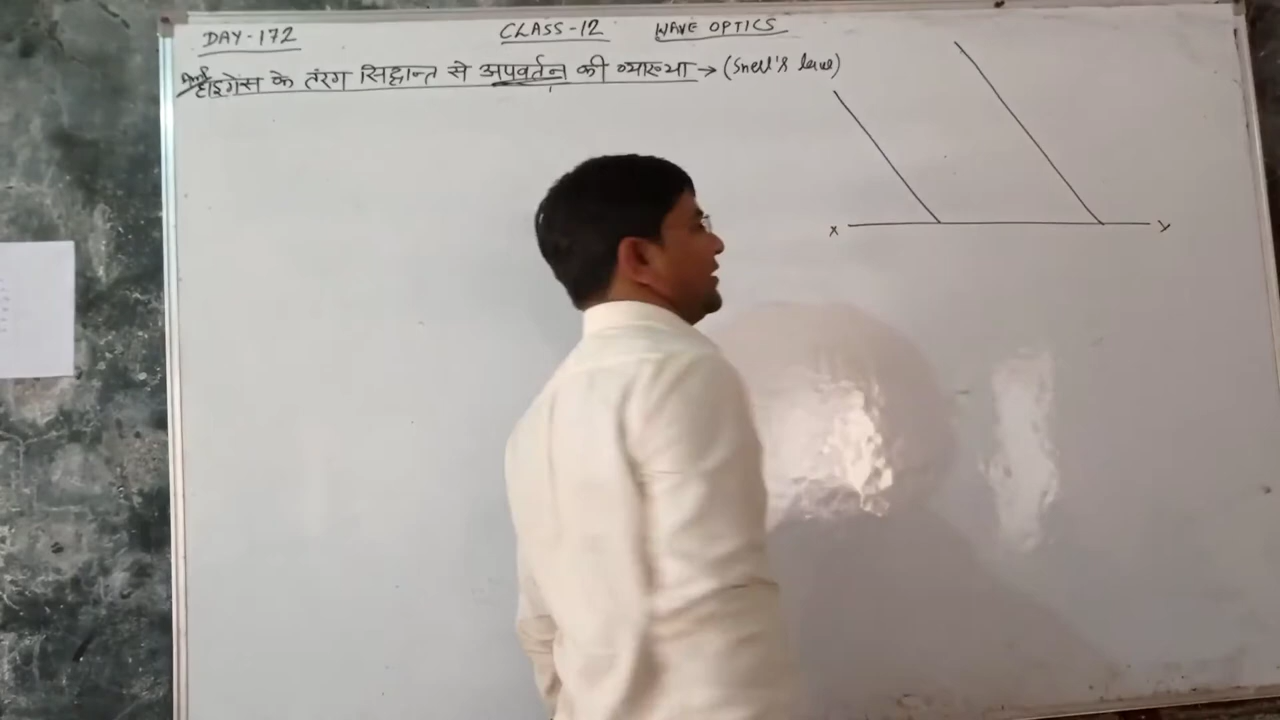 DAY-172 CLASS-12 WAVE OPTICS
हाइगेंस के तरंग सिद्धान्त से अपवर्तन की व्याख्या → (Snell's law)
X Y